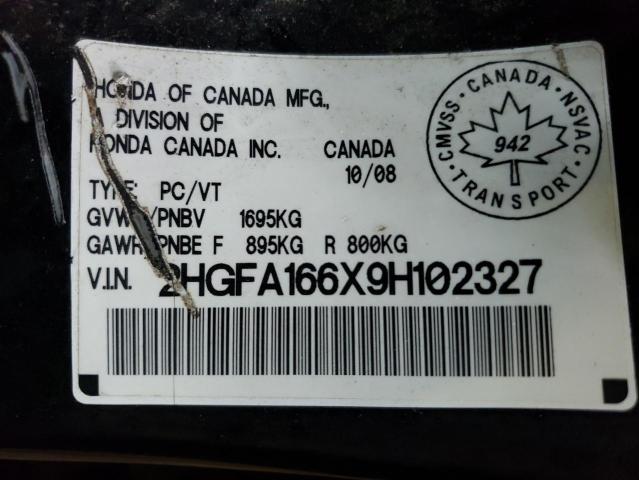 HONDA OF CANADA MFG.,
A DIVISION OF
HONDA CANADA INC. CANADA
10/08
TYPE: PC/VT
GVWR/PNBV 1695KG
GAWR/PNBE F 895KG R 800KG
V.I.N. 2HGFA166X9H102327
CMVSS • CANADA • NSVAC
942
• TRANSPORT •